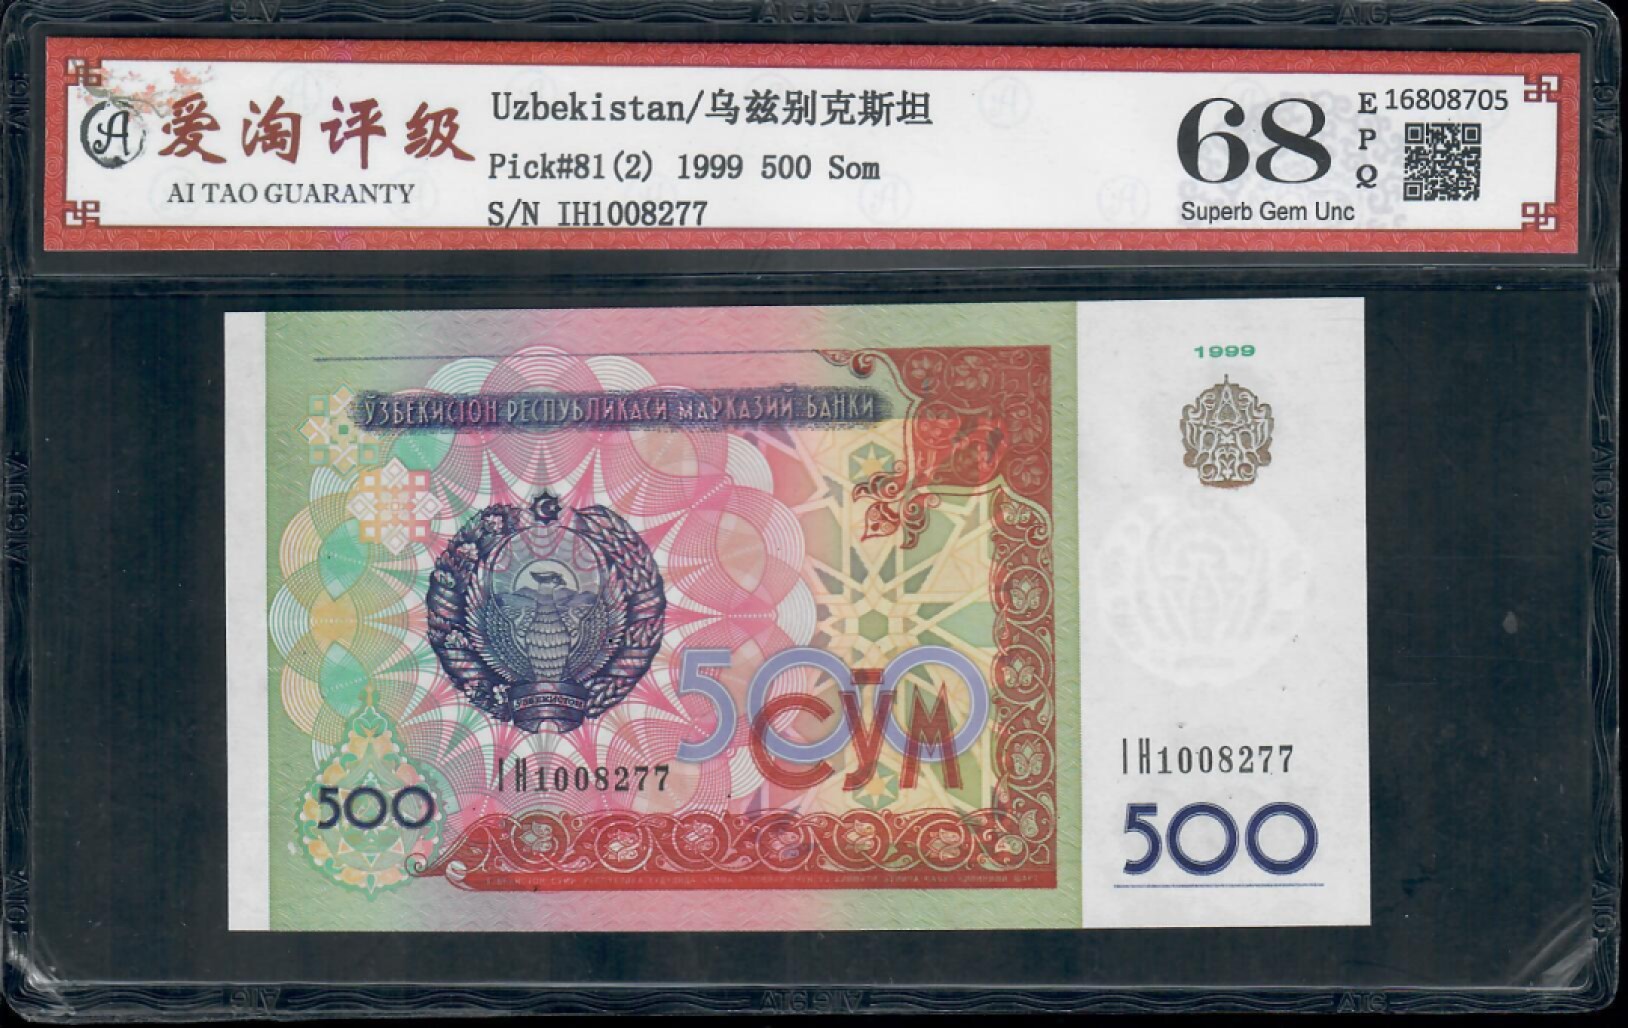 爱淘评级
AI TAO GUARANTY
Uzbekistan/乌兹别克斯坦
Pick#81(2) 1999 500 Som
S/N IH1008277
68
EPQ
Superb Gem Unc
16808705
ЎЗБЕКИСТОН РЕСПУБЛИКАСИ МАРКАЗИЙ БАНКИ
1999
500
СЎМ
IH1008277
500
IH1008277
500